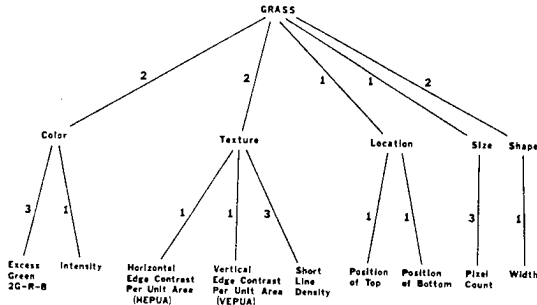 GRASS
2 2 1 1 2
Color Texture Location Size Shape
3 1 1 1 3 1 1 3 1
Excess Green 2G-R-B
Intensity
Horizontal Edge Contrast Per Unit Area (HEPUA)
Vertical Edge Contrast Per Unit Area (VEPUA)
Short Line Density
Position of Top
Position of Bottom
Pixel Count
Width